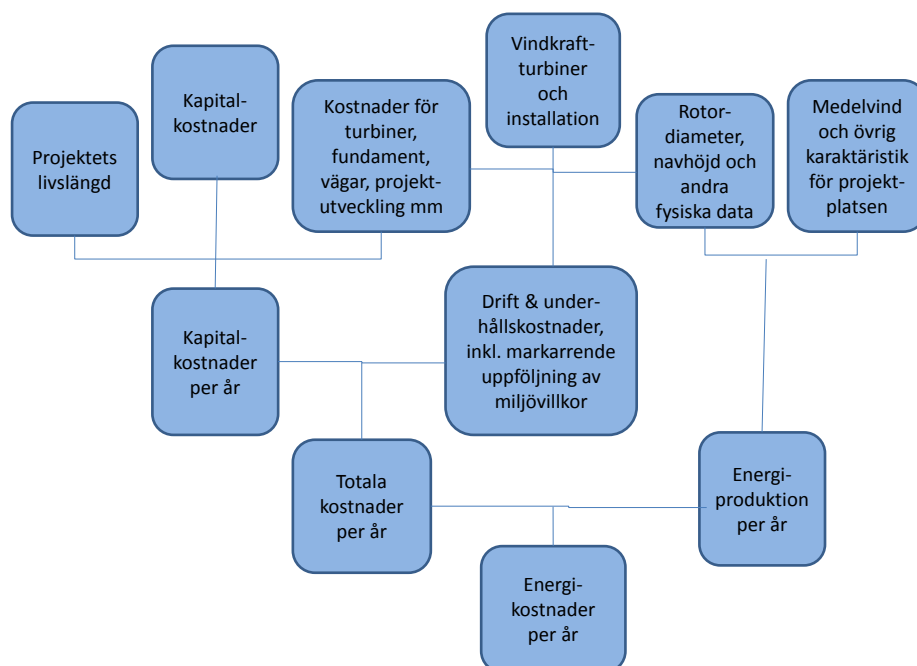 Projektets
livslängd
Kapital-
kostnader
Kostnader för
turbiner,
fundament,
vägar, projekt-
utveckling mm
Vindkraft-
turbiner
och
installation
Rotor-
diameter,
navhöjd och
andra
fysiska data
Medelvind
och övrig
karaktäristik
för projekt-
platsen
Kapital-
kostnader
per år
Drift & under-
hållskostnader,
inkl. markarrende
uppföljning av
miljövillkor
Totala
kostnader
per år
Energi-
produktion
per år
Energi-
kostnader
per år